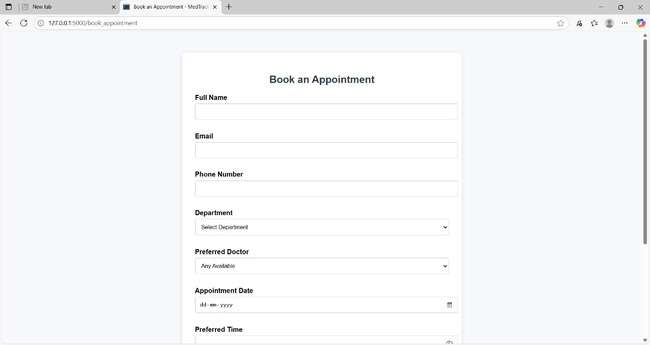 New tab
Book an Appointment - MedTrack
127.0.0.1:5000/book_appointment
Book an Appointment
Full Name
Email
Phone Number
Department
Select Department
Preferred Doctor
Any Available
Appointment Date
dd-mm-yyyy
Preferred Time